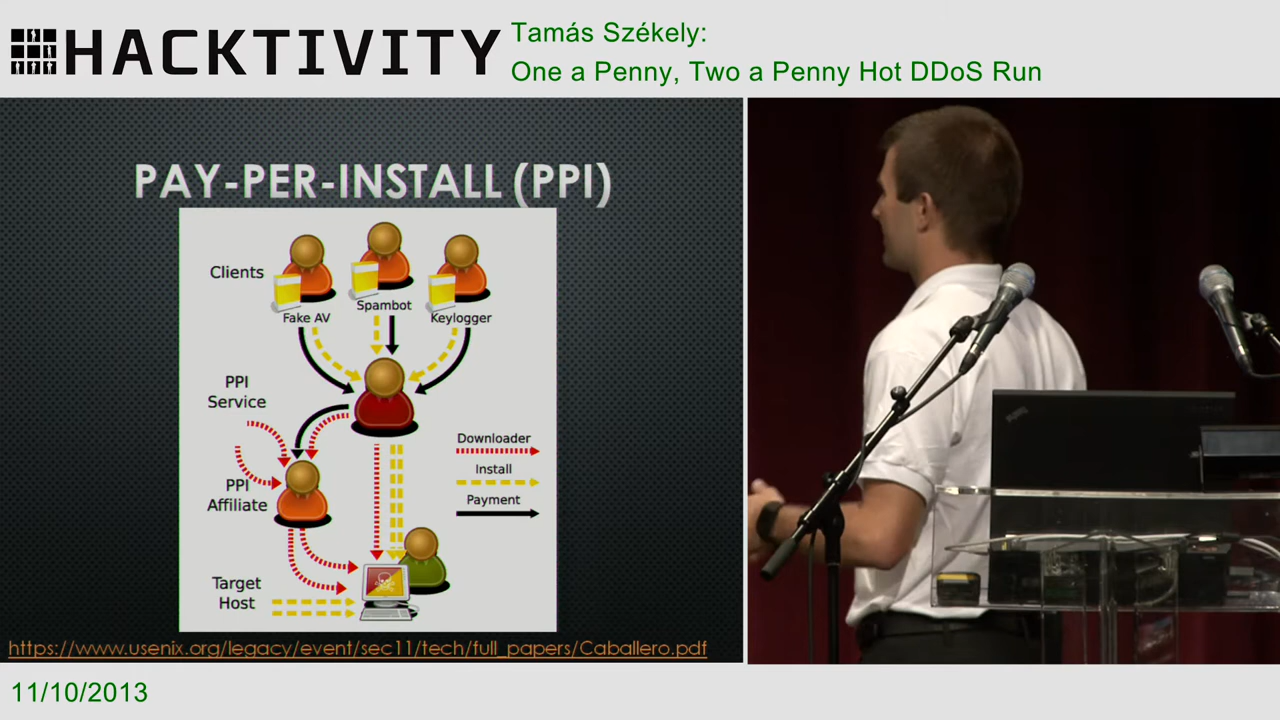 HACKTIVITY
Tamás Székely:
One a Penny, Two a Penny Hot DDoS Run
PAY-PER-INSTALL (PPI)
Clients
Fake AV
Spambot
Keylogger
PPI
Service
Downloader
Install
Payment
PPI
Affiliate
Target
Host
https://www.usenix.org/legacy/event/sec11/tech/full_papers/Caballero.pdf
11/10/2013